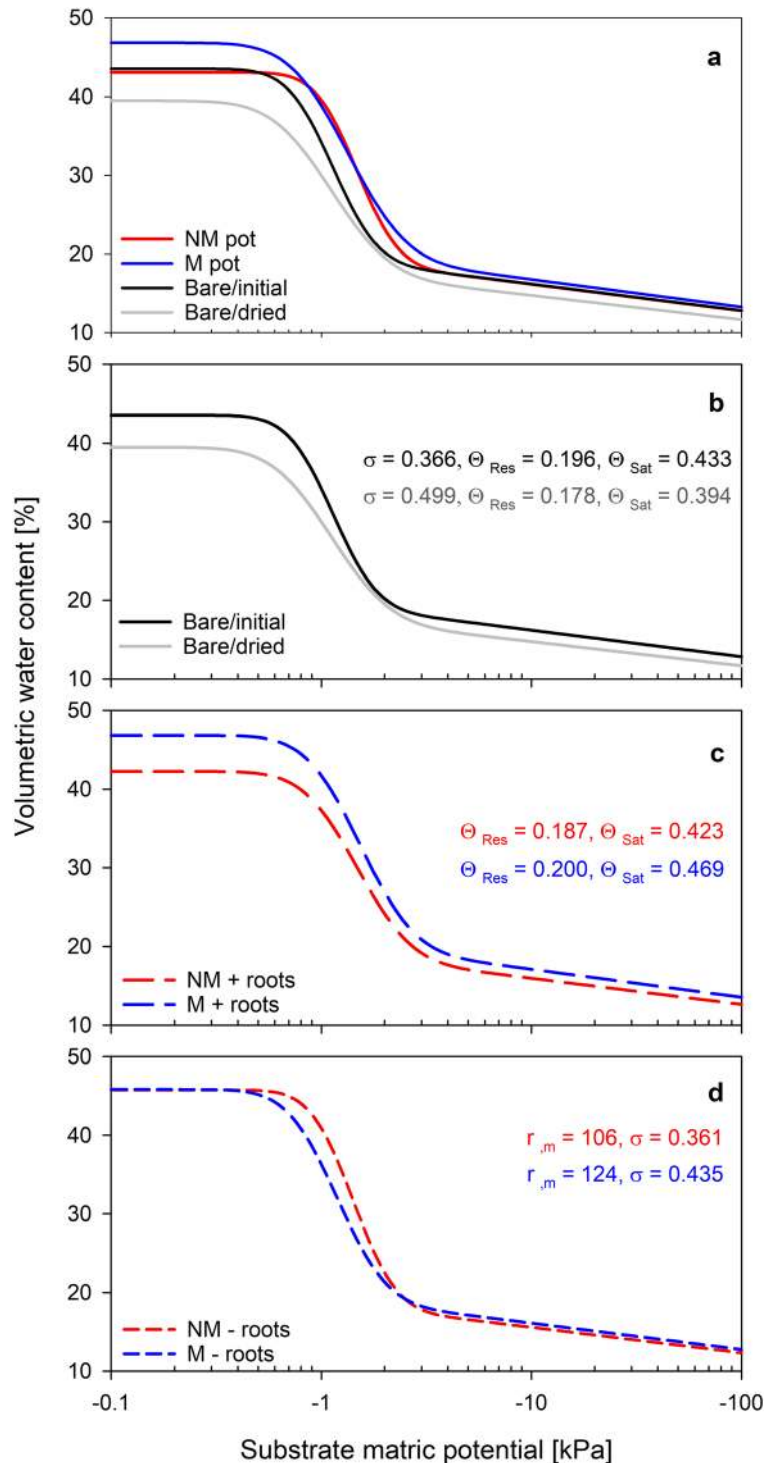 50
40
30
20
10
a
NM pot
M pot
Bare/initial
Bare/dried
50
40
30
20
10
b
σ = 0.366, Θ Res = 0.196, Θ Sat = 0.433
σ = 0.499, Θ Res = 0.178, Θ Sat = 0.394
Bare/initial
Bare/dried
Volumetric water content [%]
50
40
30
20
10
c
Θ Res = 0.187, Θ Sat = 0.423
Θ Res = 0.200, Θ Sat = 0.469
NM + roots
M + roots
50
40
30
20
10
d
r ,m = 106, σ = 0.361
r ,m = 124, σ = 0.435
NM - roots
M - roots
-0.1 -1 -10 -100
Substrate matric potential [kPa]